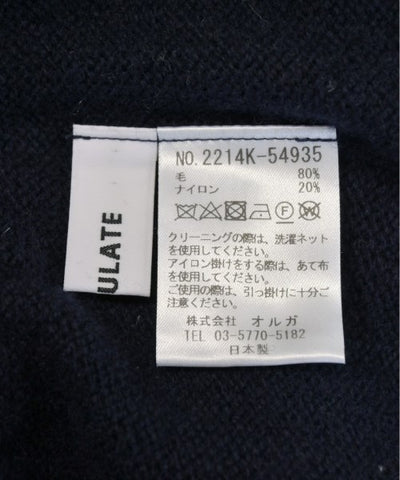 ULATE
NO.2214K-54935
毛 80%
ナイロン 20%
クリーニングの際は、洗濯ネット
を使用してください。
アイロン掛けをする際は、あて布
を使用してください。
ご使用の際は、引っ掛けに十分ご
注意ください。
株式会社 オルガ
TEL 03-5770-5182
日本製